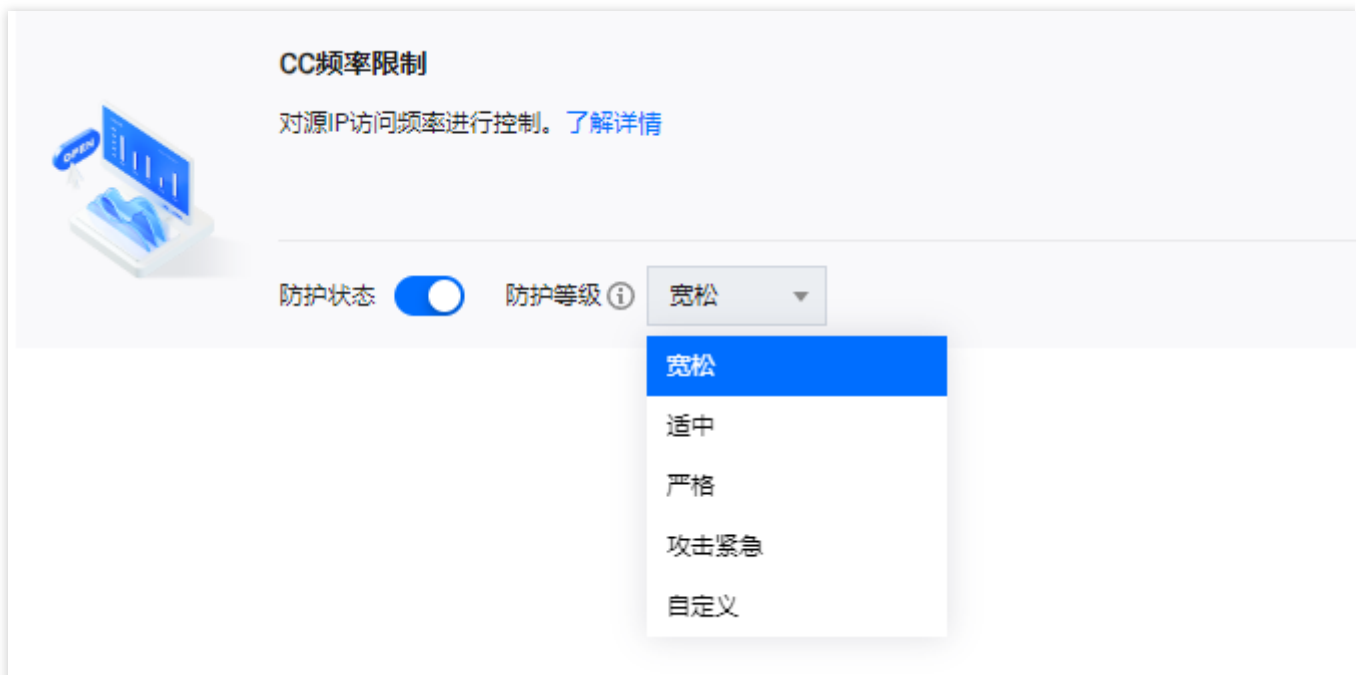 CC频率限制
对源IP访问频率进行控制。了解详情
OPEN
防护状态 防护等级 宽松
宽松
适中
严格
攻击紧急
自定义